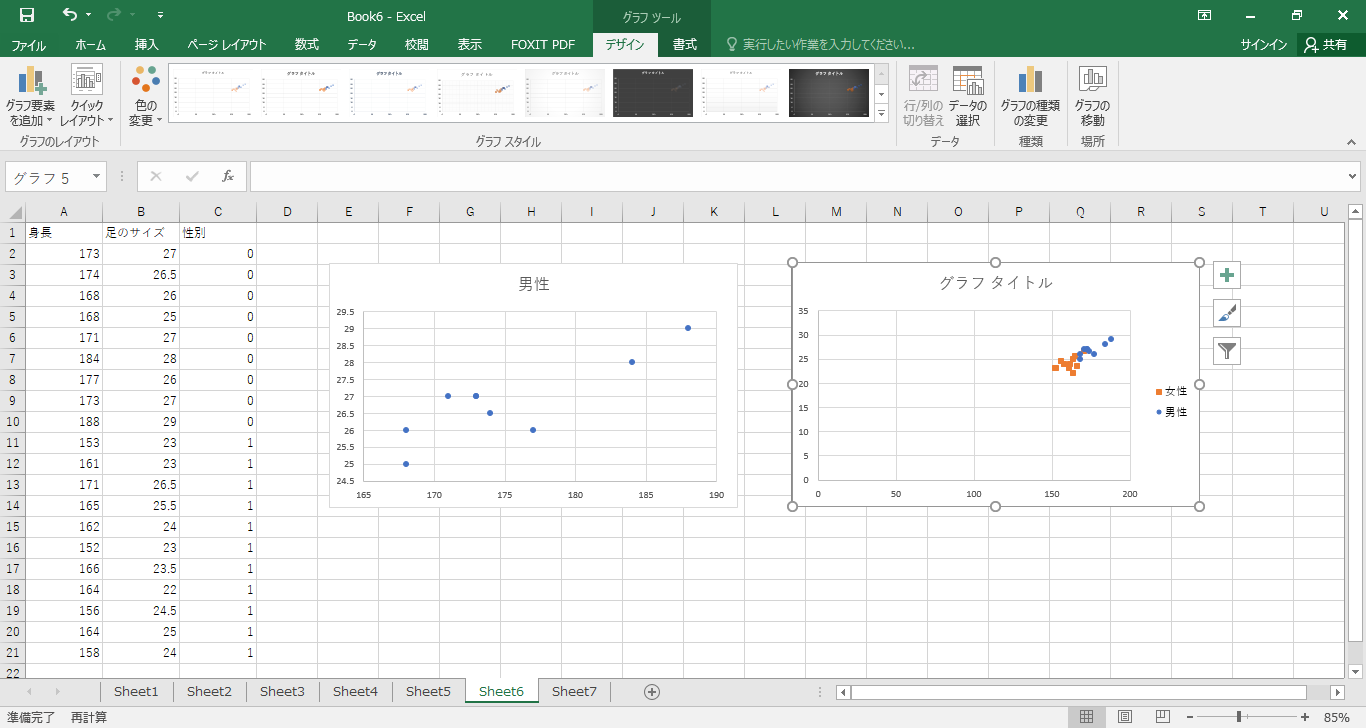 Book6 - Excel
グラフ ツール
ファイル ホーム 挿入 ページ レイアウト 数式 データ 校閲 表示 FOXIT PDF デザイン 書式 実行したい作業を入力してください... サインイン 共有
グラフ要素を追加 クイックレイアウト 色の変更 行/列の切り替え データの選択 グラフの種類の変更 グラフの移動
グラフのレイアウト グラフ スタイル データ 種類 場所
グラフ 5 fx
A B C D E F G H I J K L M N O P Q R S T U
1 身長 足のサイズ 性別
2 173 27 0
3 174 26.5 0
4 168 26 0
5 168 25 0
6 171 27 0
7 184 28 0
8 177 26 0
9 173 27 0
10 188 29 0
11 153 23 1
12 161 23 1
13 171 26.5 1
14 165 25.5 1
15 162 24 1
16 152 23 1
17 166 23.5 1
18 164 22 1
19 156 24.5 1
20 164 25 1
21 158 24 1
22
男性
29.5
29
28.5
28
27.5
27
26.5
26
25.5
25
24.5
165 170 175 180 185 190
グラフ タイトル
35
30
25
20
15
10
5
0
0 50 100 150 200
女性
男性
Sheet1 Sheet2 Sheet3 Sheet4 Sheet5 Sheet6 Sheet7
準備完了 再計算 85%